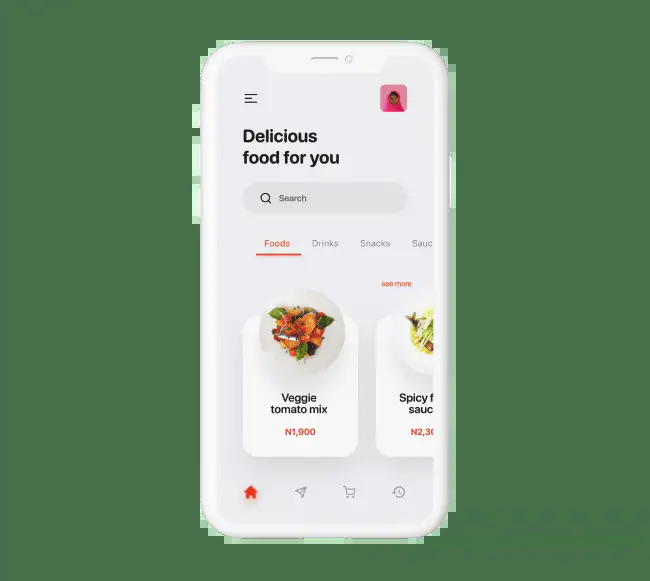 Delicious
food for you
Search
Foods Drinks Snacks Sauc
see more
Veggie
tomato mix
N1,900
Spicy f
sauc
N2,30